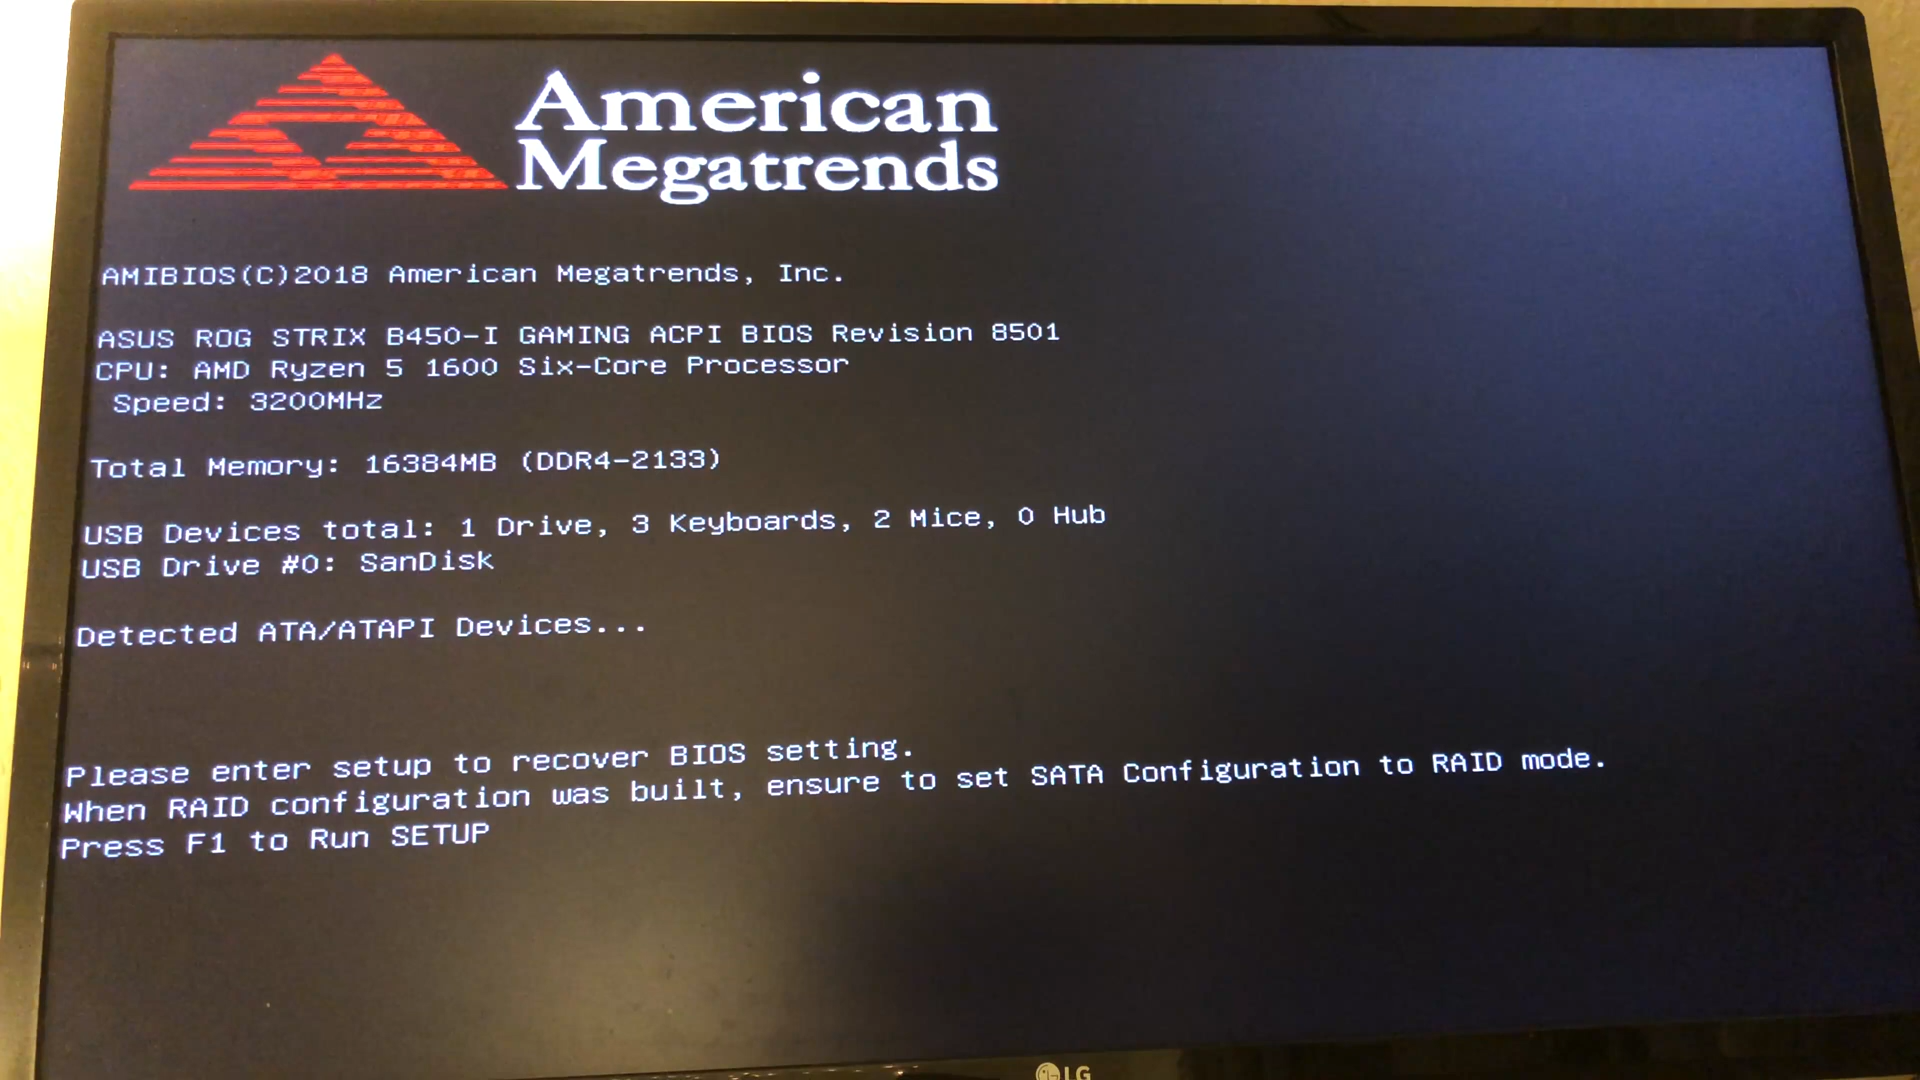 American
Megatrends
AMIBIOS(C)2018 American Megatrends, Inc.
ASUS ROG STRIX B450-I GAMING ACPI BIOS Revision 8501
CPU: AMD Ryzen 5 1600 Six-Core Processor
Speed: 3200MHz
Total Memory: 16384MB (DDR4-2133)
USB Devices total: 1 Drive, 3 Keyboards, 2 Mice, 0 Hub
USB Drive #0: SanDisk
Detected ATA/ATAPI Devices...
Please enter setup to recover BIOS setting.
When RAID configuration was built, ensure to set SATA Configuration to RAID mode.
Press F1 to Run SETUP
LG